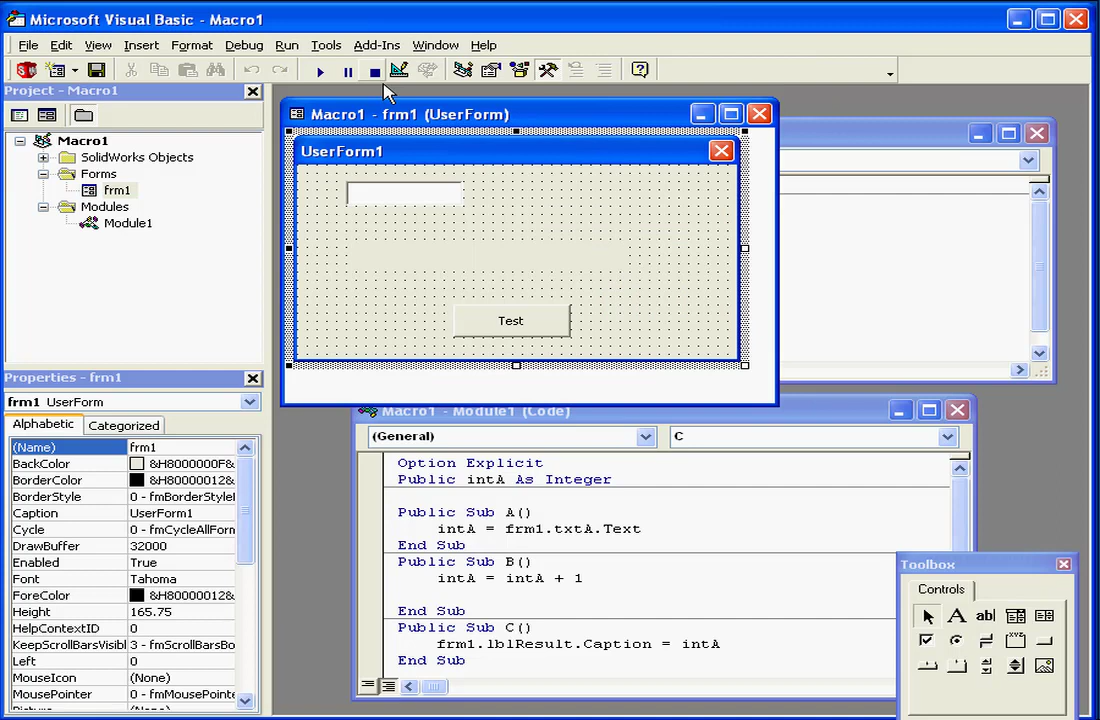 Microsoft Visual Basic - Macro1
File Edit View Insert Format Debug Run Tools Add-Ins Window Help
Project - Macro1
Macro1
SolidWorks Objects
Forms
frm1
Modules
Module1
Macro1 - frm1 (UserForm)
UserForm1
Test
Properties - frm1
frm1 UserForm
Alphabetic Categorized
(Name) frm1
BackColor &H8000000F&
BorderColor &H80000012&
BorderStyle 0 - fmBorderStyleI
Caption UserForm1
Cycle 0 - fmCycleAllForn
DrawBuffer 32000
Enabled True
Font Tahoma
ForeColor &H80000012&
Height 165.75
HelpContextID 0
KeepScrollBarsVisibl 3 - fmScrollBarsBo
Left 0
MouseIcon (None)
MousePointer 0 - fmMousePointe
Macro1 - Module1 (Code)
(General) C
Option Explicit
Public intA As Integer
Public Sub A()
intA = frm1.txtA.Text
End Sub
Public Sub B()
intA = intA + 1
End Sub
Public Sub C()
frm1.lblResult.Caption = intA
End Sub
Toolbox
Controls
A abl